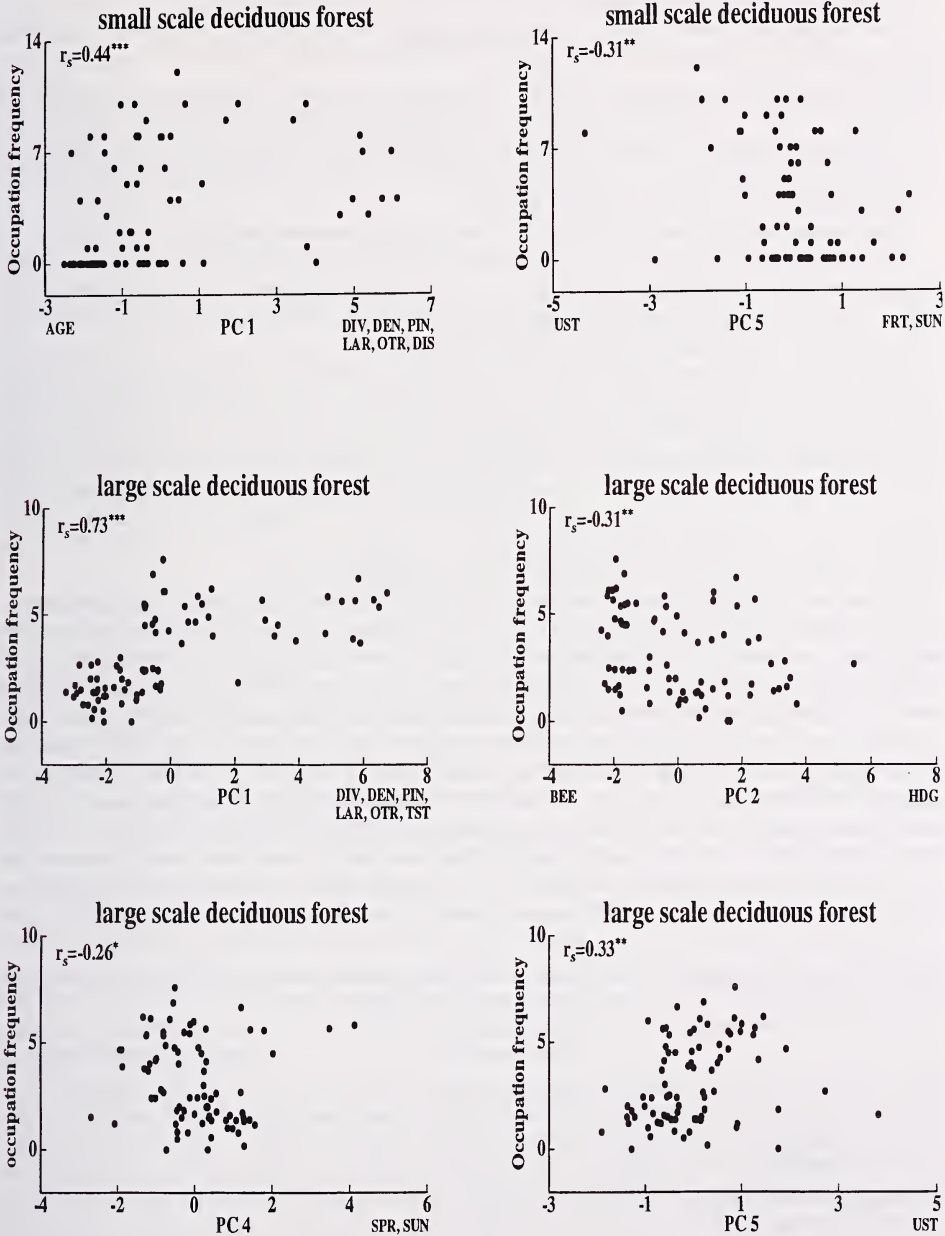 small scale deciduous forest
r_s=0.44***
Occupation frequency
14
7
0
-3 -1 1 3 5 7
AGE PC 1 DIV, DEN, PIN,
LAR, OTR, DIS
small scale deciduous forest
r_s=-0.31**
Occupation frequency
14
7
0
-5 -3 -1 1 3
UST PC 5 FRT, SUN
large scale deciduous forest
r_s=0.73***
Occupation frequency
10
5
0
-4 -2 0 2 4 6 8
PC 1 DIV, DEN, PIN,
LAR, OTR, TST
large scale deciduous forest
r_s=-0.31**
Occupation frequency
10
5
0
-4 -2 0 2 4 6 8
BEE PC 2 HDG
large scale deciduous forest
r_s=-0.26*
occupation frequency
10
5
0
-4 -2 0 2 4 6
PC 4 SPR, SUN
large scale deciduous forest
r_s=0.33**
Occupation frequency
10
5
0
-3 -1 1 3 5
PC 5 UST